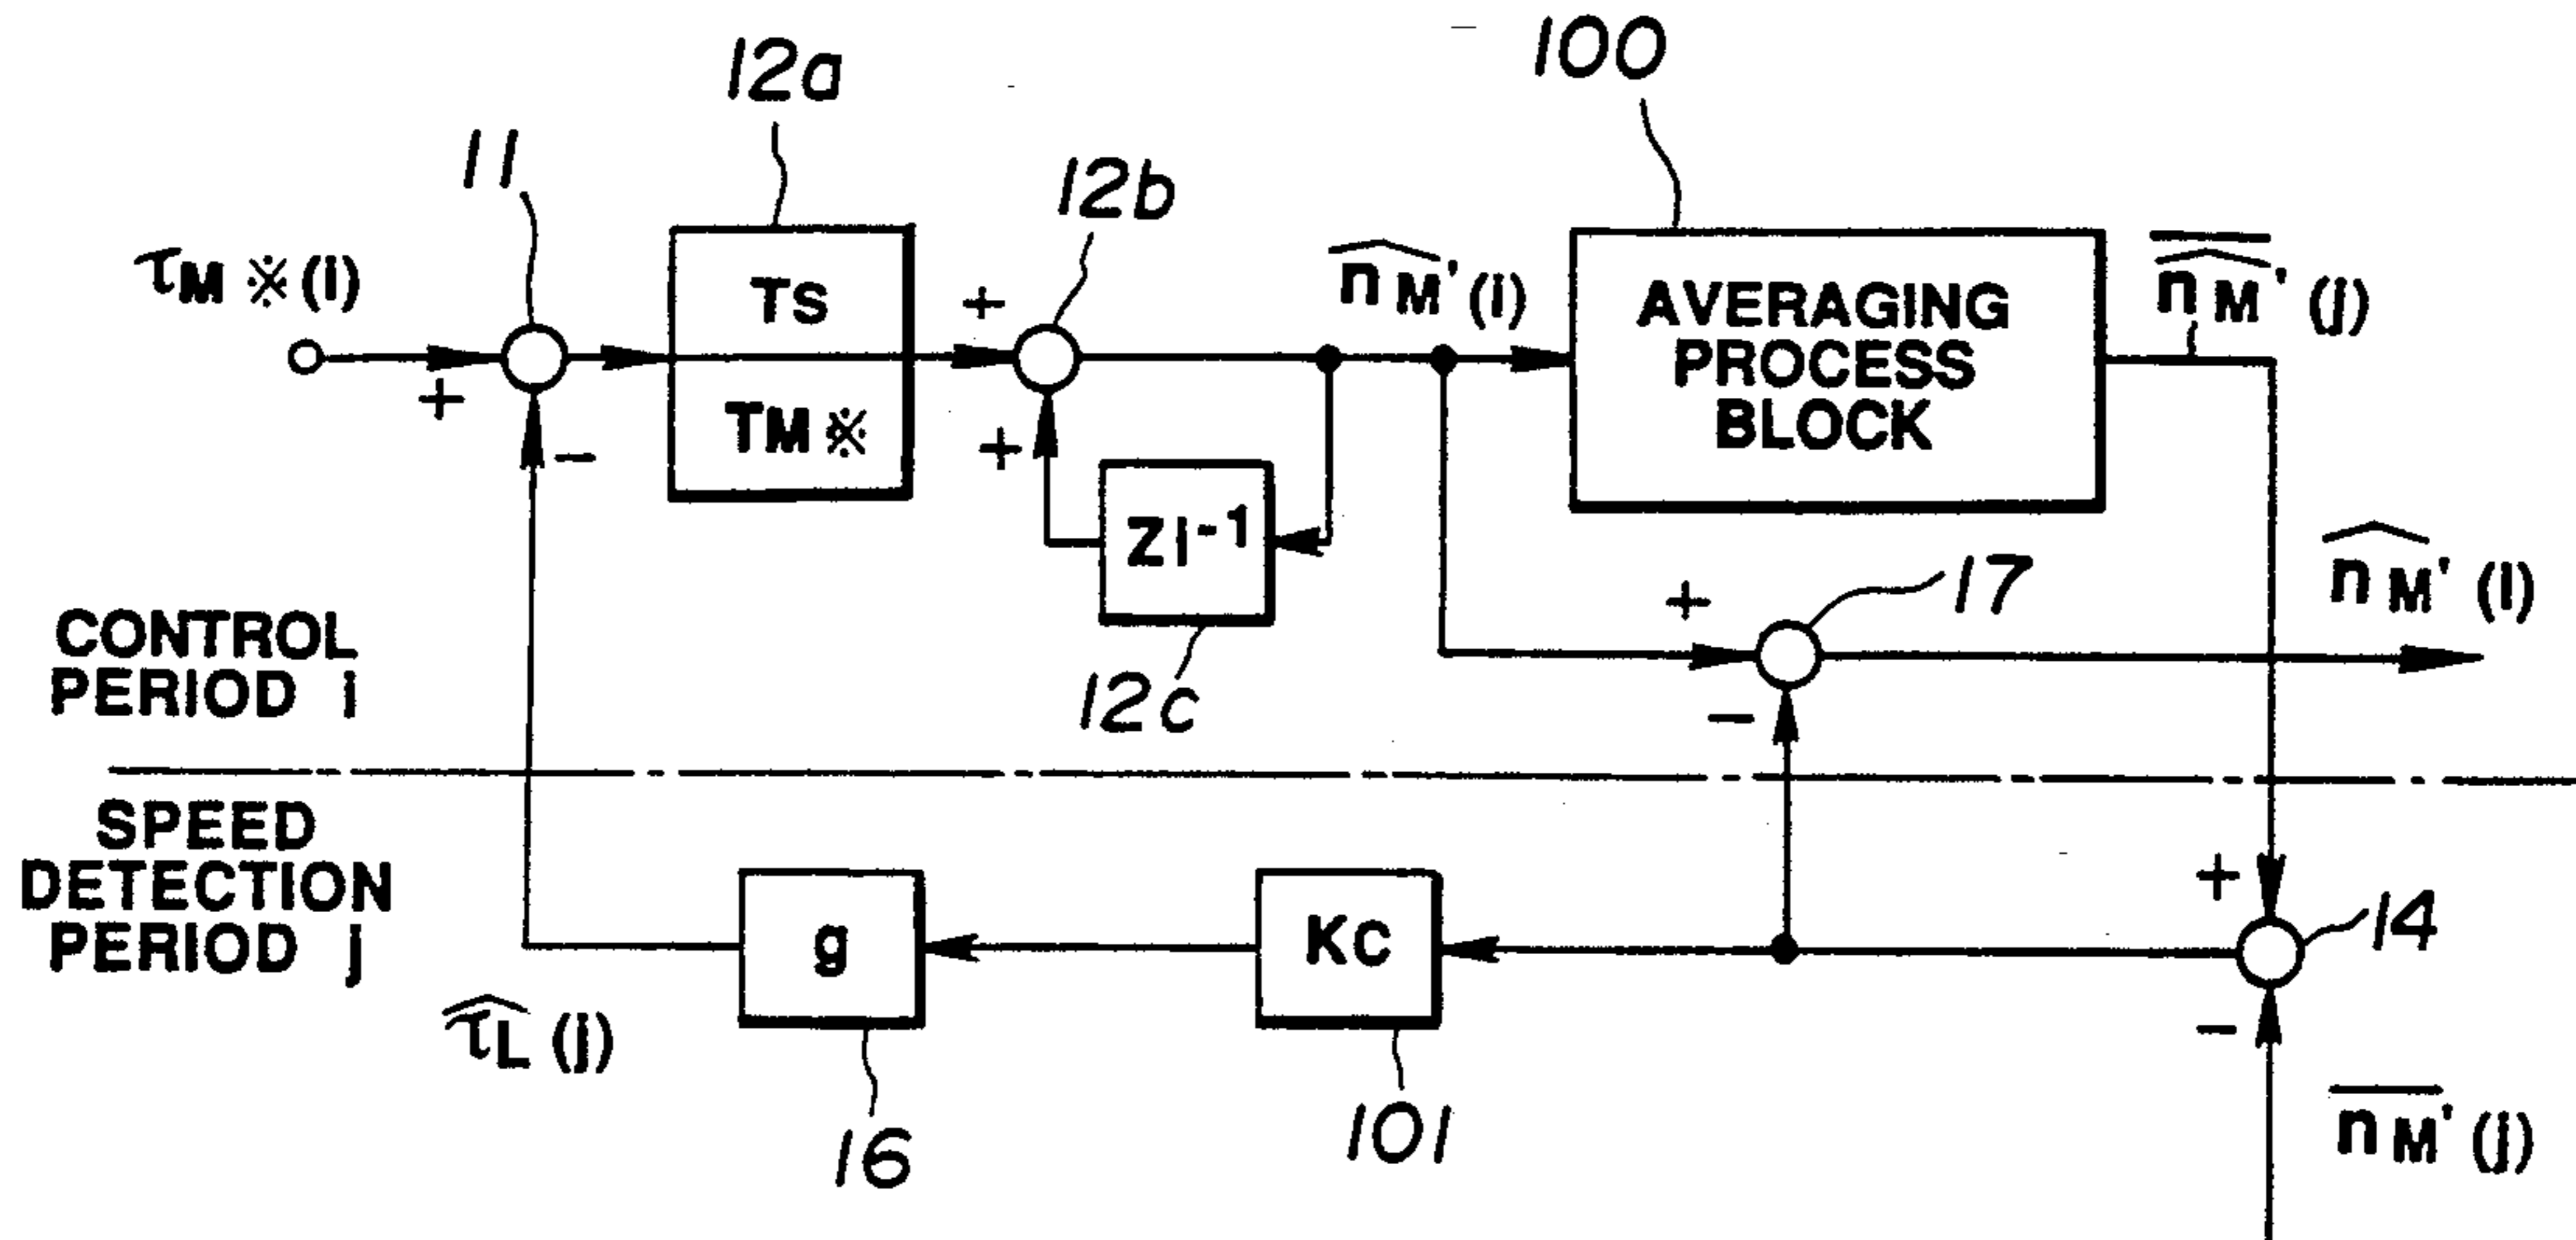 100
12a
11
12b
τM※(i)
+
-
TS
TM※
+
+
Zi⁻¹
12c
n̂M'(i)
AVERAGING
PROCESS
BLOCK
n̂̅M'(j)
n̂M'(i)
+
17
-
CONTROL
PERIOD i
SPEED
DETECTION
PERIOD j
τ̂L(j)
g
16
KC
101
+
14
-
n̅M'(j)